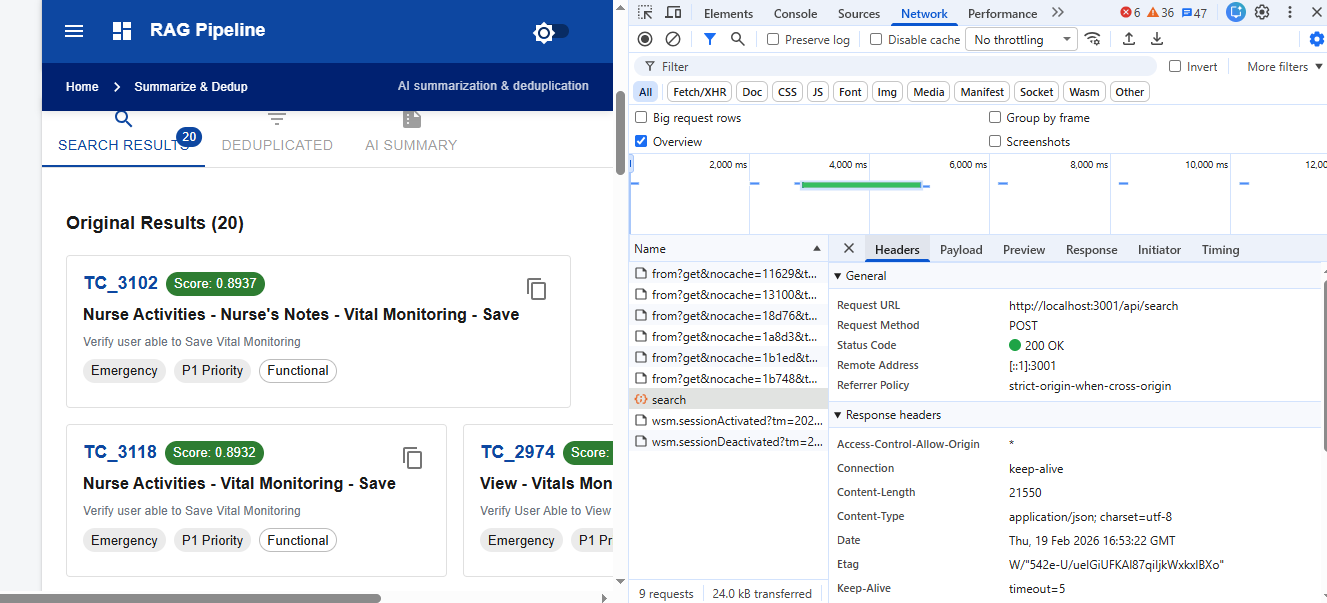 RAG Pipeline
Home Summarize & Dedup AI summarization & deduplication
SEARCH RESULTS 20 DEDUPLICATED AI SUMMARY
Original Results (20)
TC_3102 Score: 0.8937
Nurse Activities - Nurse's Notes - Vital Monitoring - Save
Verify user able to Save Vital Monitoring
Emergency P1 Priority Functional
TC_3118 Score: 0.8932
Nurse Activities - Vital Monitoring - Save
Verify user able to Save Vital Monitoring
Emergency P1 Priority Functional
TC_2974 Score:
View - Vitals Mon
Verify User Able to View
Emergency P1 Pr
Elements Console Sources Network Performance 6 36 47
Preserve log Disable cache No throttling
Filter Invert More filters
All Fetch/XHR Doc CSS JS Font Img Media Manifest Socket Wasm Other
Big request rows Group by frame
Overview Screenshots
2,000 ms 4,000 ms 6,000 ms 8,000 ms 10,000 ms 12,00
Name
from?get&nocache=11629&t...
from?get&nocache=13100&t...
from?get&nocache=18d76&t...
from?get&nocache=1a8d3&t...
from?get&nocache=1b1ed&t...
from?get&nocache=1b748&t...
search
wsm.sessionActivated?tm=202...
wsm.sessionDeactivated?tm=2...
9 requests 24.0 kB transferred
Headers Payload Preview Response Initiator Timing
General
Request URL http://localhost:3001/api/search
Request Method POST
Status Code 200 OK
Remote Address [::1]:3001
Referrer Policy strict-origin-when-cross-origin
Response headers
Access-Control-Allow-Origin *
Connection keep-alive
Content-Length 21550
Content-Type application/json; charset=utf-8
Date Thu, 19 Feb 2026 16:53:22 GMT
Etag
Keep-Alive timeout=5